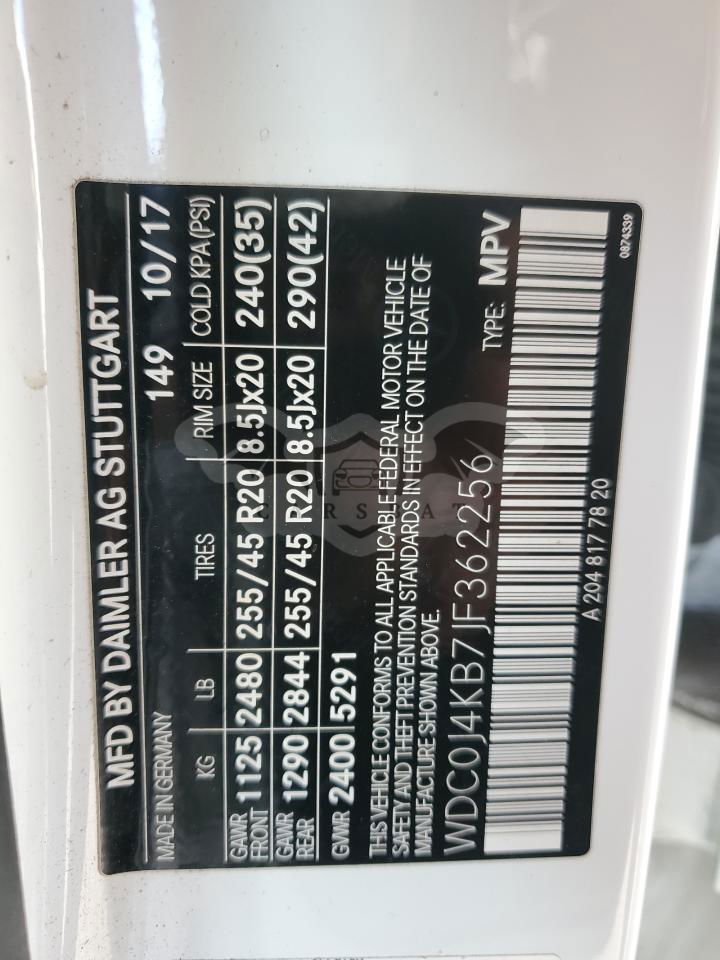 MFD BY DAIMLER AG STUTTGART
MADE IN GERMANY 149 10/17
KG LB TIRES RIM SIZE COLD KPA(PSI)
GAWR FRONT 1125 2480 255/45 R20 8.5Jx20 240(35)
GAWR REAR 1290 2844 255/45 R20 8.5Jx20 290(42)
GVWR 2400 5291
THIS VEHICLE CONFORMS TO ALL APPLICABLE FEDERAL MOTOR VEHICLE
SAFETY AND THEFT PREVENTION STANDARDS IN EFFECT ON THE DATE OF
MANUFACTURE SHOWN ABOVE.
WDC0J4KB7JF362256 TYPE: MPV
A 204 817 78 20 0874339